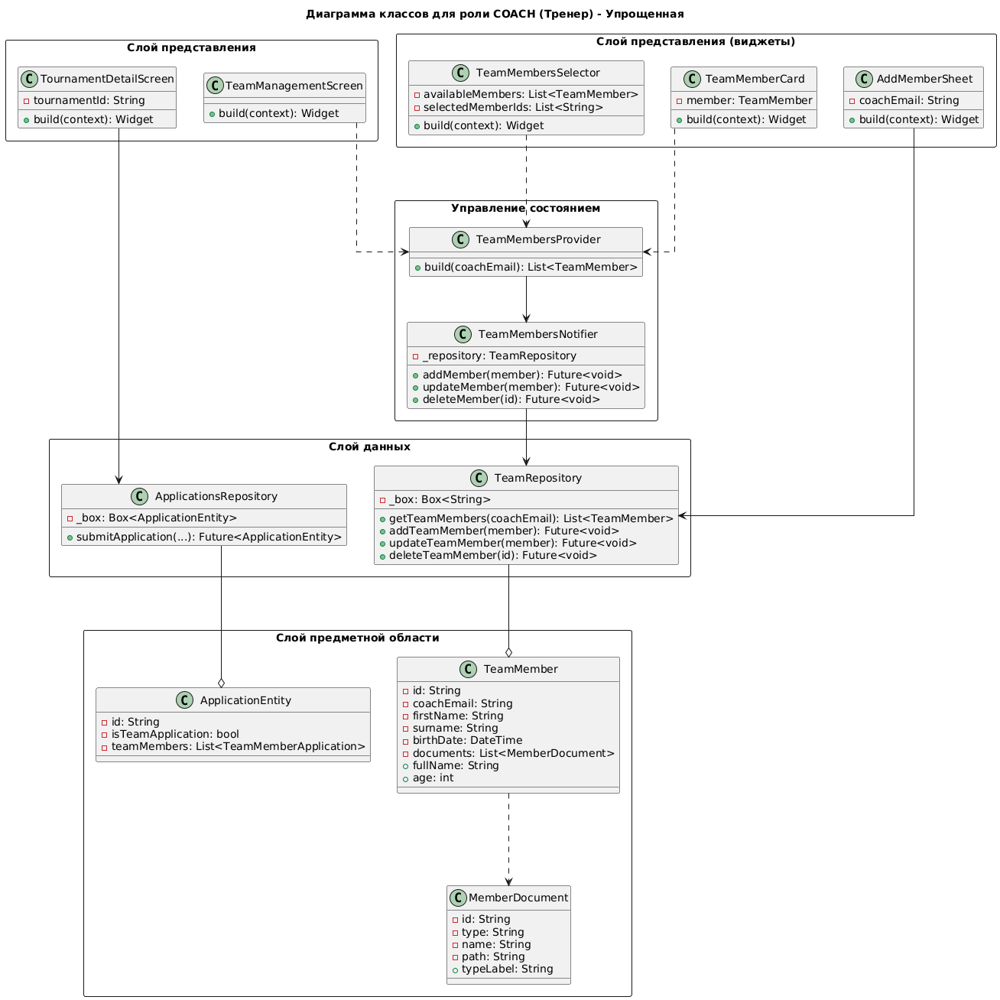 Диаграмма классов для роли COACH (Тренер) - Упрощенная
Слой представления
C TournamentDetailScreen
tournamentId: String
build(context): Widget
C TeamManagementScreen
build(context): Widget
Слой представления (виджеты)
C TeamMembersSelector
availableMembers: List<TeamMember>
selectedMemberIds: List<String>
build(context): Widget
C TeamMemberCard
member: TeamMember
build(context): Widget
C AddMemberSheet
coachEmail: String
build(context): Widget
Управление состоянием
C TeamMembersProvider
build(coachEmail): List<TeamMember>
C TeamMembersNotifier
_repository: TeamRepository
addMember(member): Future<void>
updateMember(member): Future<void>
deleteMember(id): Future<void>
Слой данных
C ApplicationsRepository
_box: Box<ApplicationEntity>
submitApplication(...): Future<ApplicationEntity>
C TeamRepository
_box: Box<String>
getTeamMembers(coachEmail): List<TeamMember>
addTeamMember(member): Future<void>
updateTeamMember(member): Future<void>
deleteTeamMember(id): Future<void>
Слой предметной области
C ApplicationEntity
id: String
isTeamApplication: bool
teamMembers: List<TeamMemberApplication>
C TeamMember
id: String
coachEmail: String
firstName: String
surname: String
birthDate: DateTime
documents: List<MemberDocument>
fullName: String
age: int
C MemberDocument
id: String
type: String
name: String
path: String
typeLabel: String